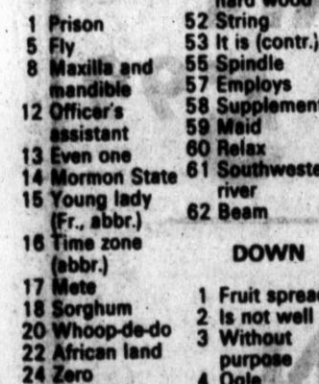 1 Prison
5 Fly
8 Maxilla and
mandible
12 Officer's
assistant
13 Even one
14 Mormon State
15 Young lady
(Fr., abbr.)
16 Time zone
(abbr.)
17 Mete
18 Sorghum
20 Whoop-de-do
22 African land
24 Zero
hard wood
52 String
53 It is (contr.)
55 Spindle
57 Employs
58 Supplement
59 Maid
60 Relax
61 Southweste
river
62 Beam
DOWN
1 Fruit sprea
2 Is not well
3 Without
purpose
4 Ogle